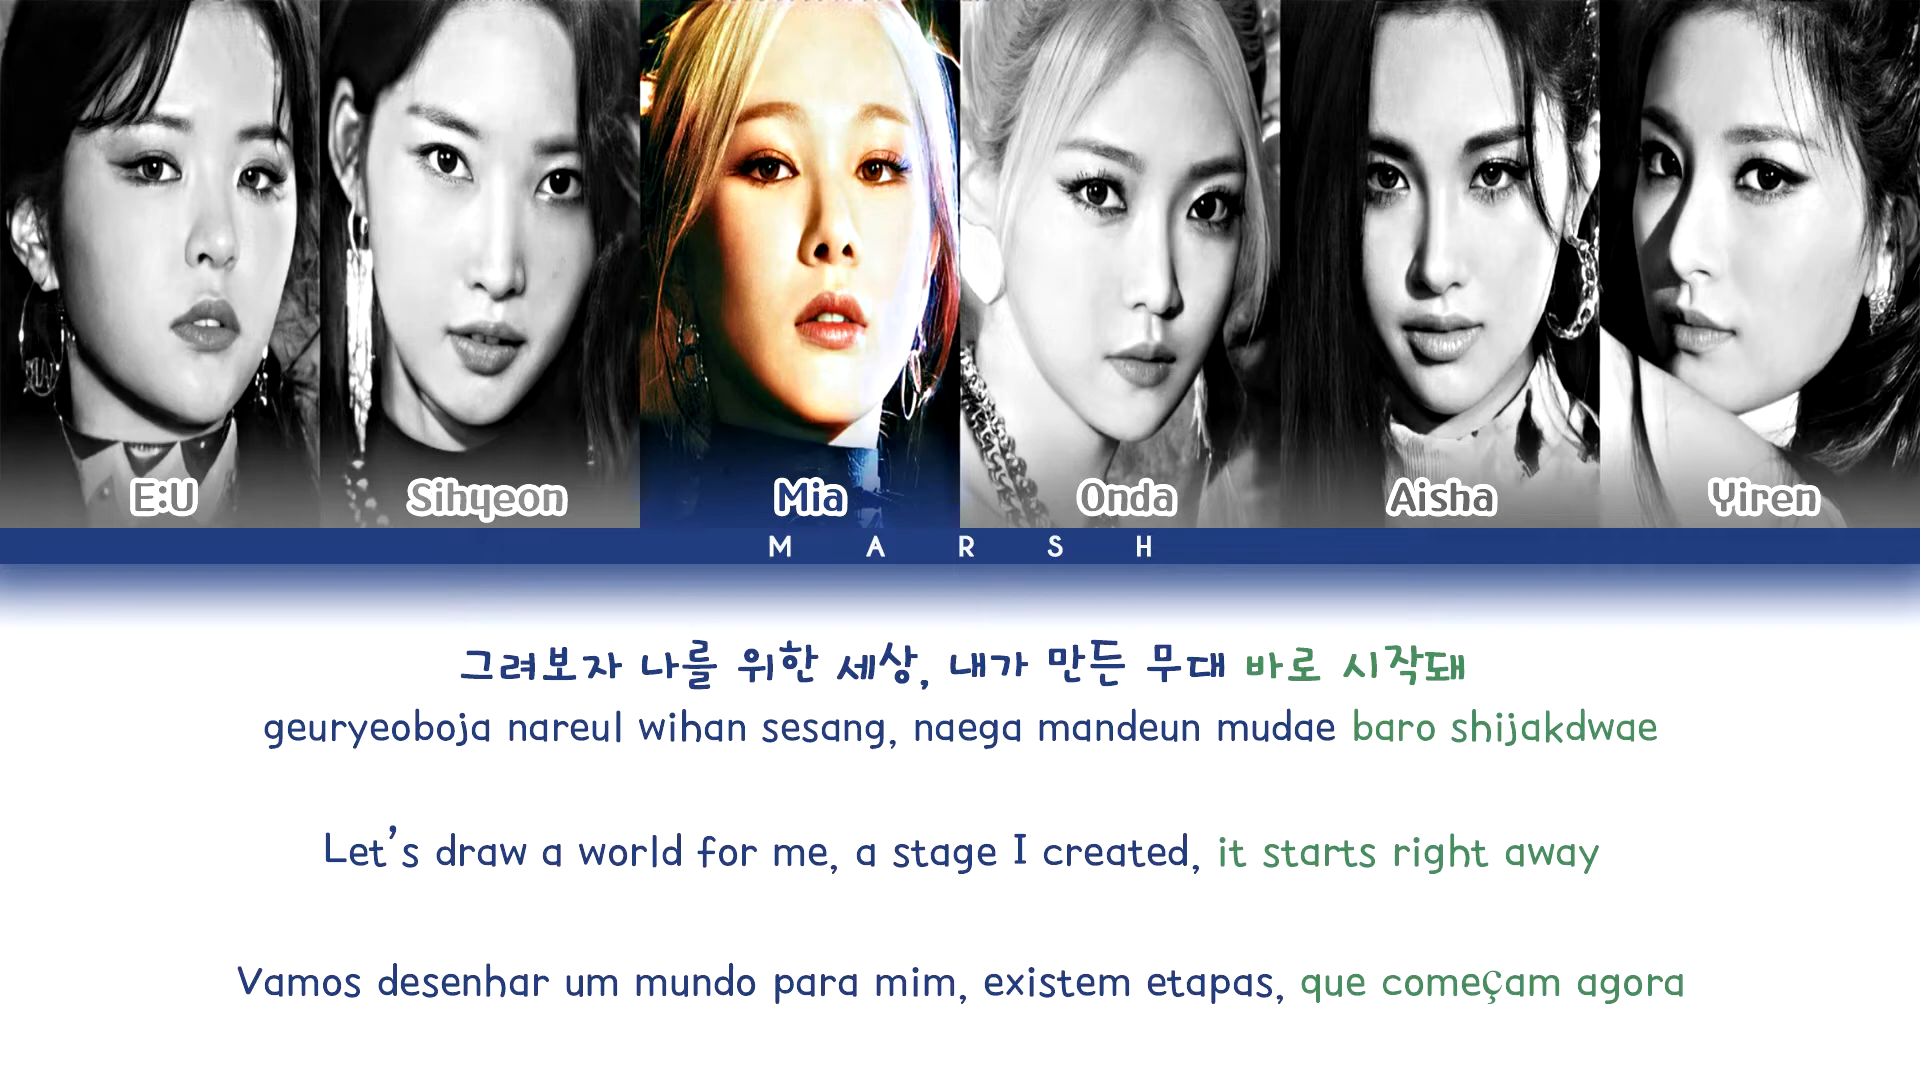 E:U Sihyeon Mia Onda Aisha Yiren
MARSH
그려보자 나를 위한 세상, 내가 만든 무대 바로 시작돼
geuryeoboja nareul wihan sesang, naega mandeun mudae baro shijakdwae
Let's draw a world for me, a stage I created, it starts right away
Vamos desenhar um mundo para mim, existem etapas, que começam agora